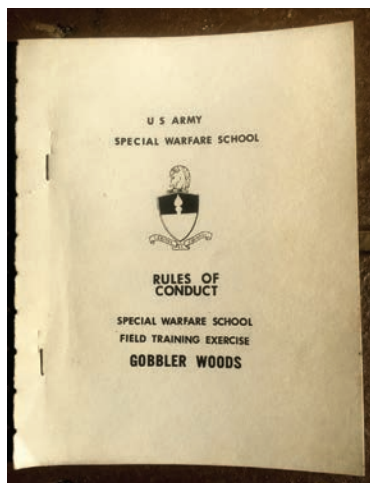 U S ARMY
SPECIAL WARFARE SCHOOL
RULES OF
CONDUCT
SPECIAL WARFARE SCHOOL
FIELD TRAINING EXERCISE
GOBBLER WOODS